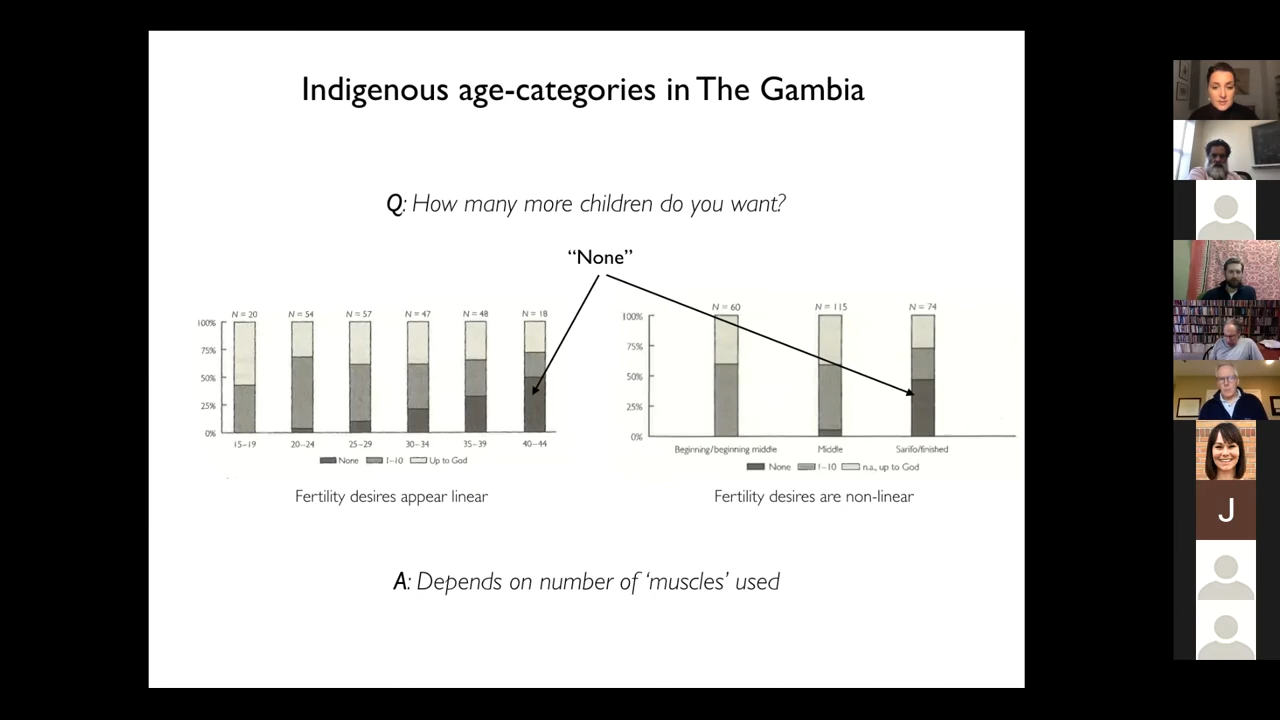 Indigenous age-categories in The Gambia
Q: How many more children do you want?
“None”
N = 20 N = 54 N = 57 N = 47 N = 48 N = 18
100%
75%
50%
25%
0%
15–19 20–24 25–29 30–34 35–39 40–44
None 1–10 Up to God
Fertility desires appear linear
N = 60 N = 115 N = 74
100%
75%
50%
25%
0%
Beginning/beginning middle Middle Sarifo/finished
None 1–10 n.a., up to God
Fertility desires are non-linear
A: Depends on number of ‘muscles’ used
J